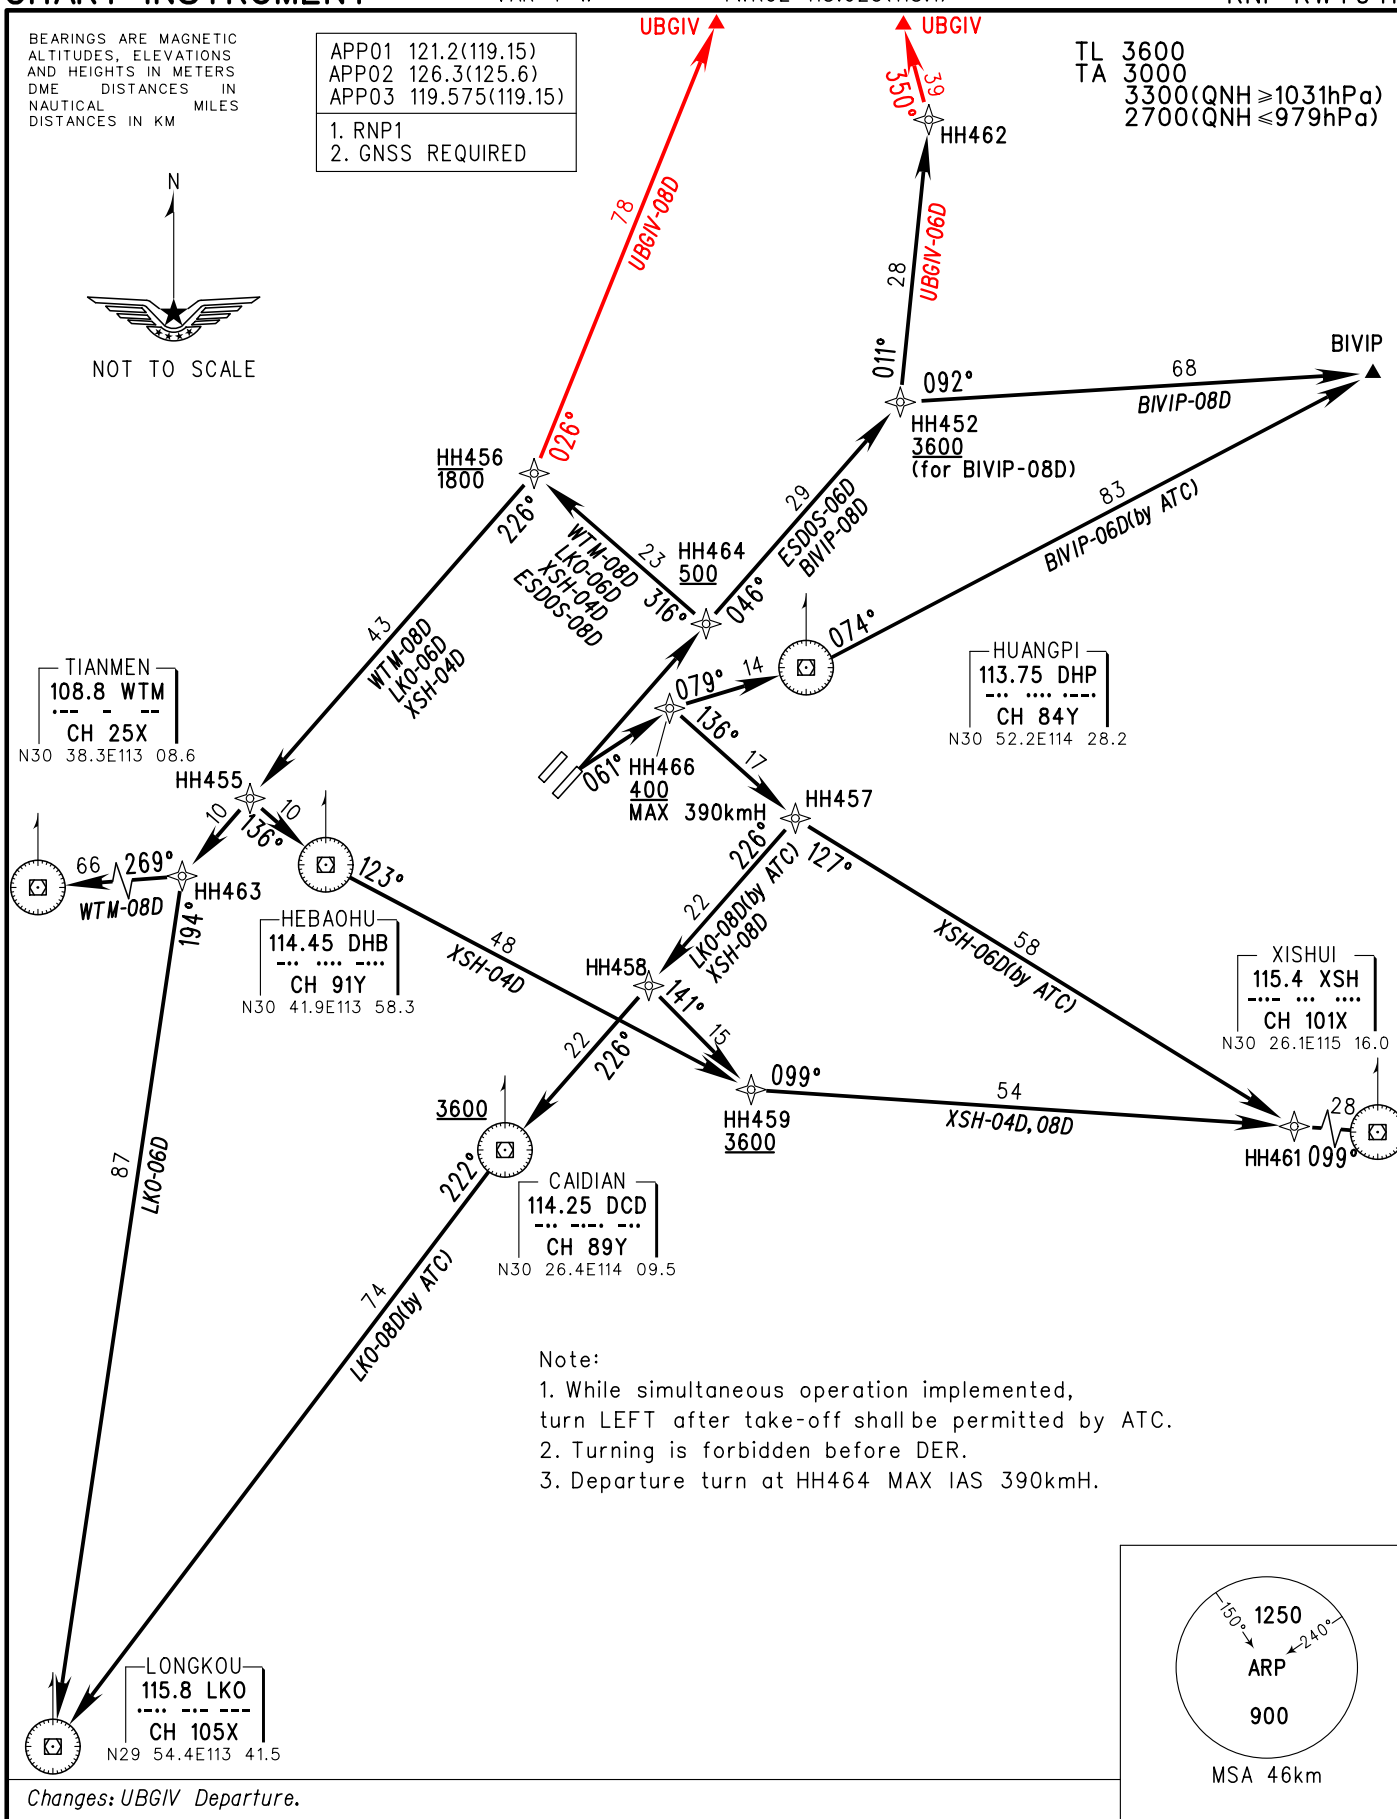 BEARINGS ARE MAGNETIC
ALTITUDES, ELEVATIONS
AND HEIGHTS IN METERS
DME DISTANCES IN
NAUTICAL MILES
DISTANCES IN KM
APP01 121.2(119.15)
APP02 126.3(125.6)
APP03 119.575(119.15)
1. RNP1
2. GNSS REQUIRED
UBGIV
UBGIV
TL 3600
TA 3000
3300(QNH ≥1031hPa)
2700(QNH ≤979hPa)
350°
39
HH462
N
NOT TO SCALE
78
UBGIV-08D
28
UBGIV-06D
011°
092°
68
BIVIP-08D
BIVIP
HH452
3600
(for BIVIP-08D)
026°
HH456
1800
226°
23
WTM-08D
LKO-06D
XSH-04D
ESDOS-08D
316°
HH464
500
046°
29
ESDOS-06D
BIVIP-08D
83
BIVIP-06D(by ATC)
074°
43
WTM-08D
LKO-06D
XSH-04D
TIANMEN
108.8 WTM
CH 25X
N30 38.3E113 08.6
HUANGPI
113.75 DHP
CH 84Y
N30 52.2E114 28.2
079°
14
136°
17
061°
HH466
400
MAX 390kmH
HH457
HH455
10
10
136°
66
269°
WTM-08D
HH463
194°
123°
HEBAOHU
114.45 DHB
CH 91Y
N30 41.9E113 58.3
48
XSH-04D
226°
127°
22
LKO-08D(by ATC)
XSH-08D
58
XSH-06D(by ATC)
HH458
141°
15
22
226°
XISHUI
115.4 XSH
CH 101X
N30 26.1E115 16.0
3600
099°
54
XSH-04D,08D
HH459
3600
28
HH461
099°
87
LKO-06D
222°
CAIDIAN
114.25 DCD
CH 89Y
N30 26.4E114 09.5
74
LKO-08D(by ATC)
Note:
1. While simultaneous operation implemented,
turn LEFT after take-off shall be permitted by ATC.
2. Turning is forbidden before DER.
3. Departure turn at HH464 MAX IAS 390kmH.
LONGKOU
115.8 LKO
CH 105X
N29 54.4E113 41.5
150°
1250
240°
ARP
900
MSA 46km
Changes: UBGIV Departure.